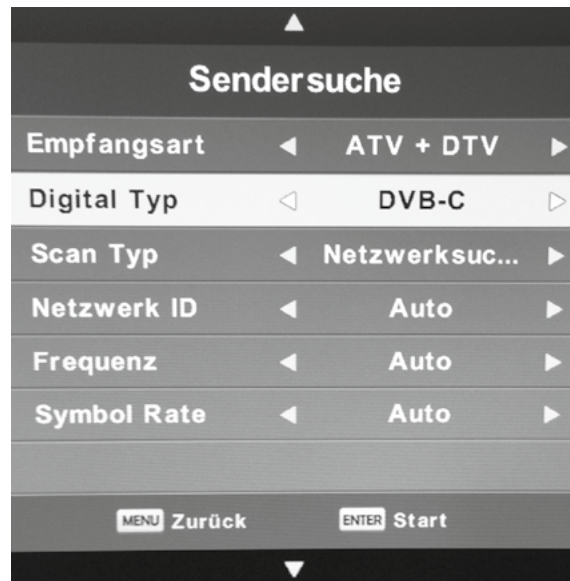 Sendersuche
Empfangsart ATV + DTV
Digital Typ DVB-C
Scan Typ Netzwerksuc...
Netzwerk ID Auto
Frequenz Auto
Symbol Rate Auto
MENU Zurück ENTER Start